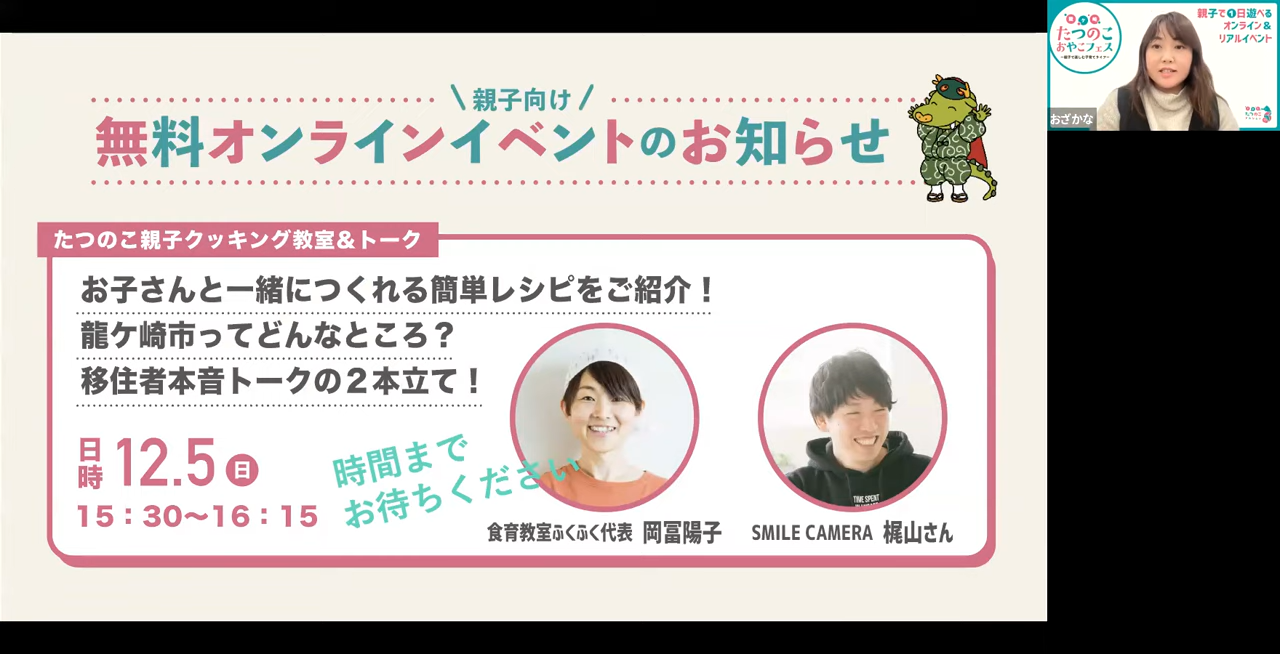 親子向け
無料オンラインイベントのお知らせ
たつのこ親子クッキング教室&トーク
お子さんと一緒につくれる簡単レシピをご紹介！
龍ケ崎市ってどんなところ？
移住者本音トークの２本立て！
日時 12.5 日
15：30〜16：15
時間まで
お待ちください
TIME SPENT
食育教室ふくふく代表 岡冨陽子
SMILE CAMERA 梶山さん
たつのこ
おやこフェス
親子で1日遊べる
オンライン&
リアルイベント
おざかな